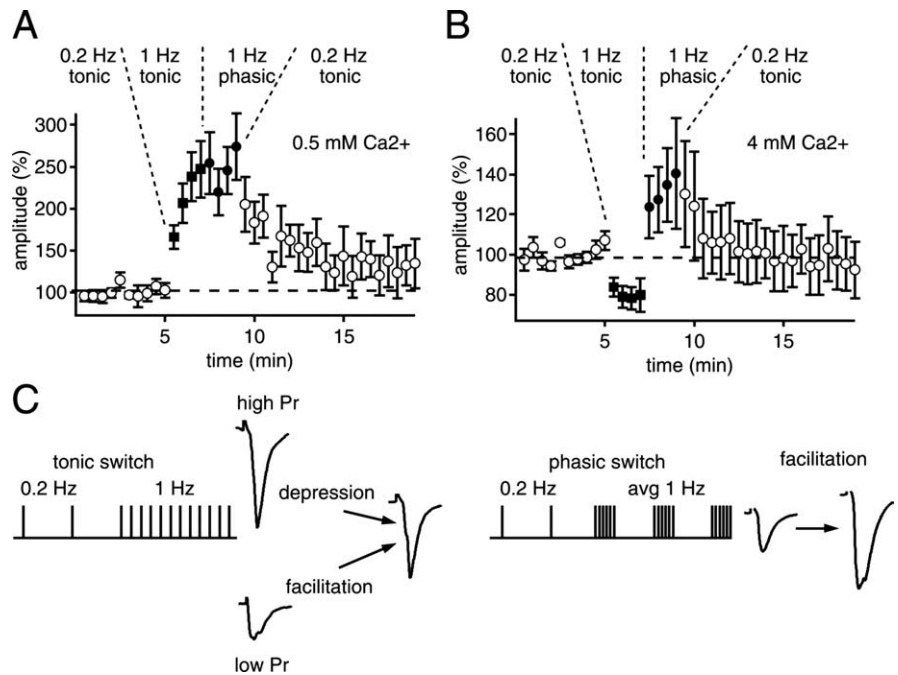 A
0.2 Hz
tonic
1 Hz
tonic
1 Hz
phasic
0.2 Hz
tonic
0.5 mM Ca2+
amplitude (%)
300
250
200
150
100
5
10
15
time (min)
B
0.2 Hz
tonic
1 Hz
tonic
1 Hz
phasic
0.2 Hz
tonic
4 mM Ca2+
amplitude (%)
160
140
120
100
80
5
10
15
time (min)
C
tonic switch
0.2 Hz
1 Hz
high Pr
depression
facilitation
low Pr
phasic switch
0.2 Hz
avg 1 Hz
facilitation